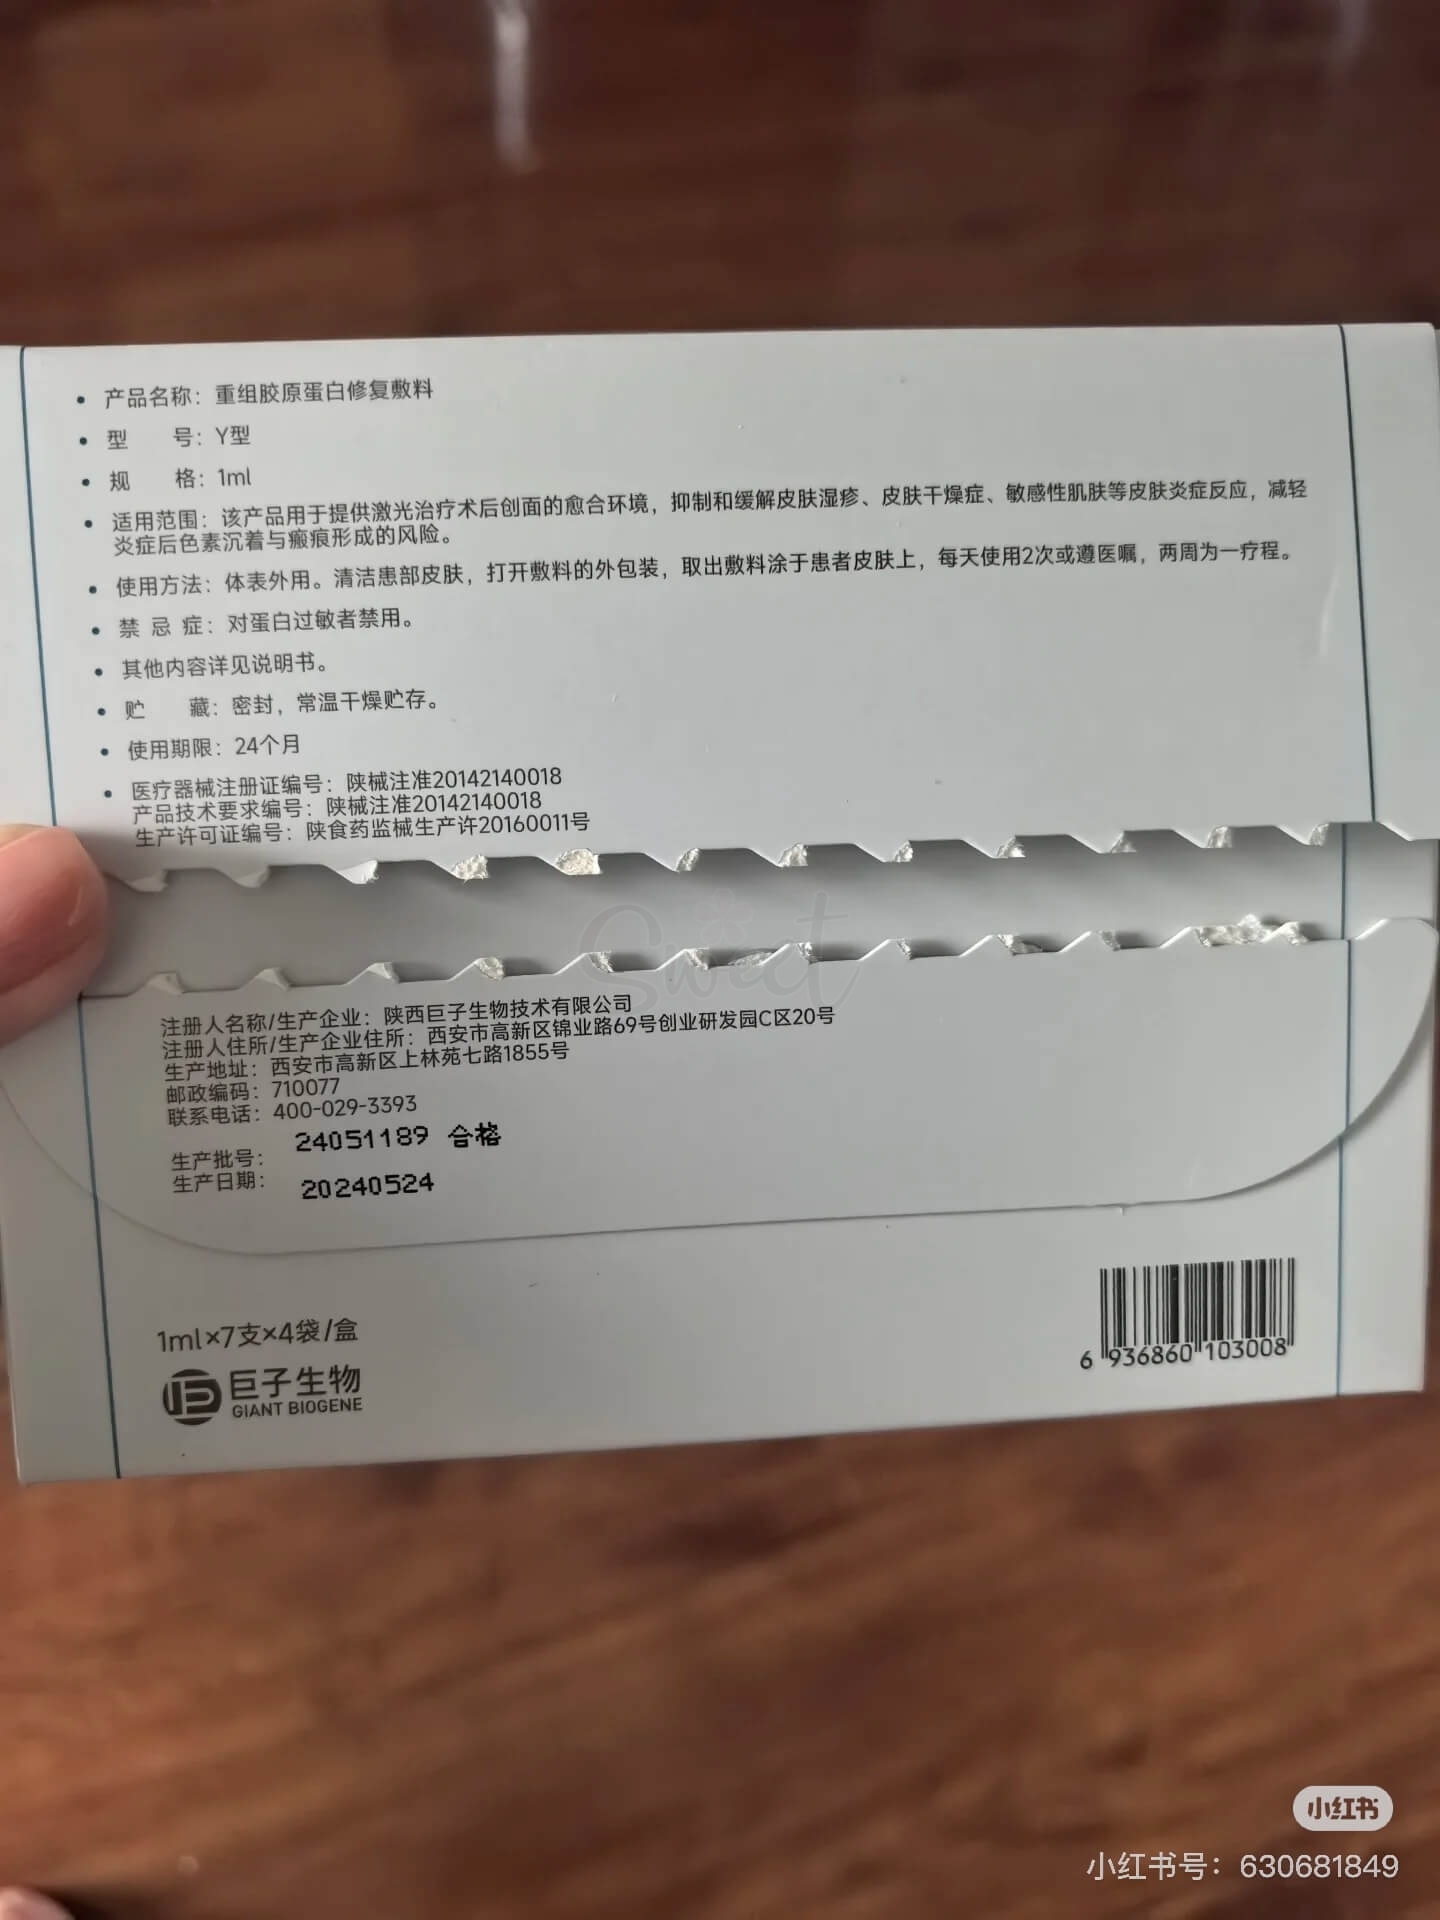 • 产品名称：重组胶原蛋白修复敷料
• 型 号：Y型
• 规 格：1ml
• 适用范围：该产品用于提供激光治疗术后创面的愈合环境，抑制和缓解皮肤湿疹、皮肤干燥症、敏感性肌肤等皮肤炎症反应，减轻
炎症后色素沉着与瘢痕形成的风险。
• 使用方法：体表外用。清洁患部皮肤，打开敷料的外包装，取出敷料涂于患者皮肤上，每天使用2次或遵医嘱，两周为一疗程。
• 禁 忌 症：对蛋白过敏者禁用。
• 其他内容详见说明书。
• 贮 藏：密封，常温干燥贮存。
• 使用期限：24个月
• 医疗器械注册证编号：陕械注准20142140018
产品技术要求编号：陕械注准20142140018
生产许可证编号：陕食药监械生产许20160011号
Sweet
注册人名称/生产企业：陕西巨子生物技术有限公司
注册人住所/生产企业住所：西安市高新区锦业路69号创业研发园C区20号
生产地址：西安市高新区上林苑七路1855号
邮政编码：710077
联系电话：400-029-3393
生产批号：24051189 合格
生产日期：20240524
1ml×7支×4袋/盒
巨子生物
GIANT BIOGENE
6 936860 103008
小红书
小红书号：630681849